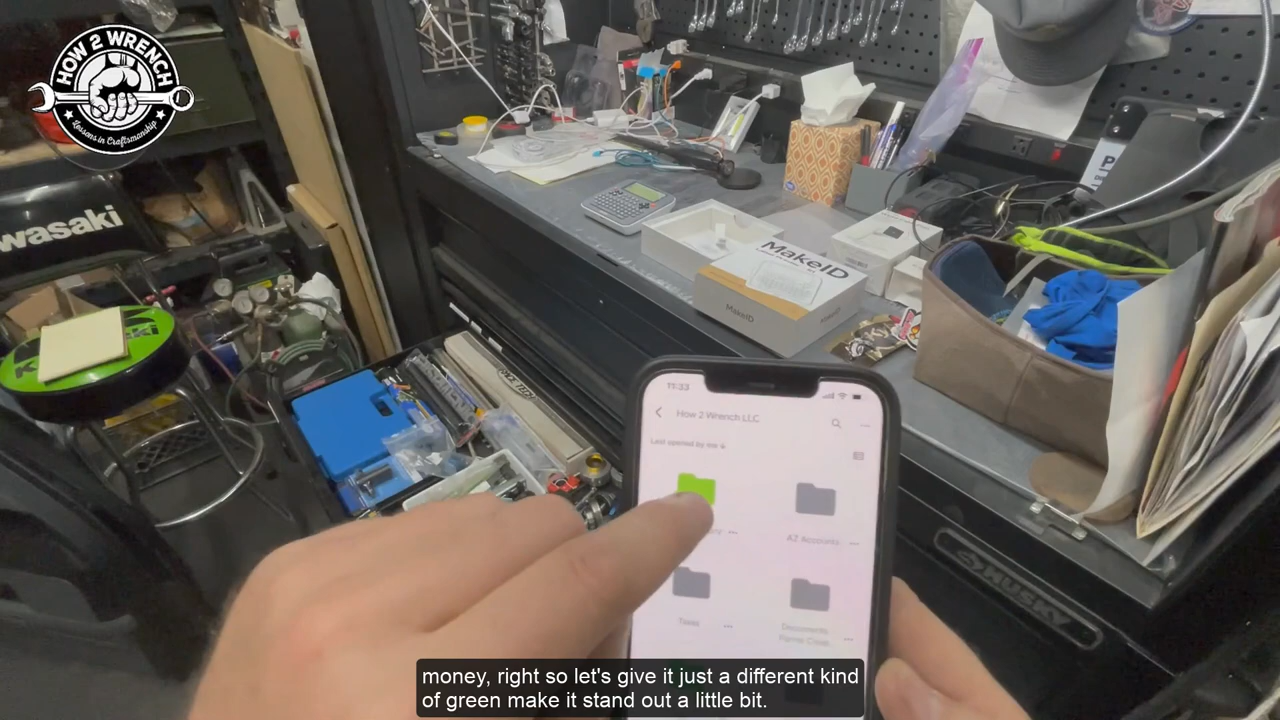 HOW 2 WRENCH
Lessons in Craftsmanship
wasaki
MakeID
MakeID
HUSKY
11:33
How 2 Wrench LLC
Last opened by me
AZ Accounts
Taxes
Documents
money, right so let's give it just a different kind
of green make it stand out a little bit.